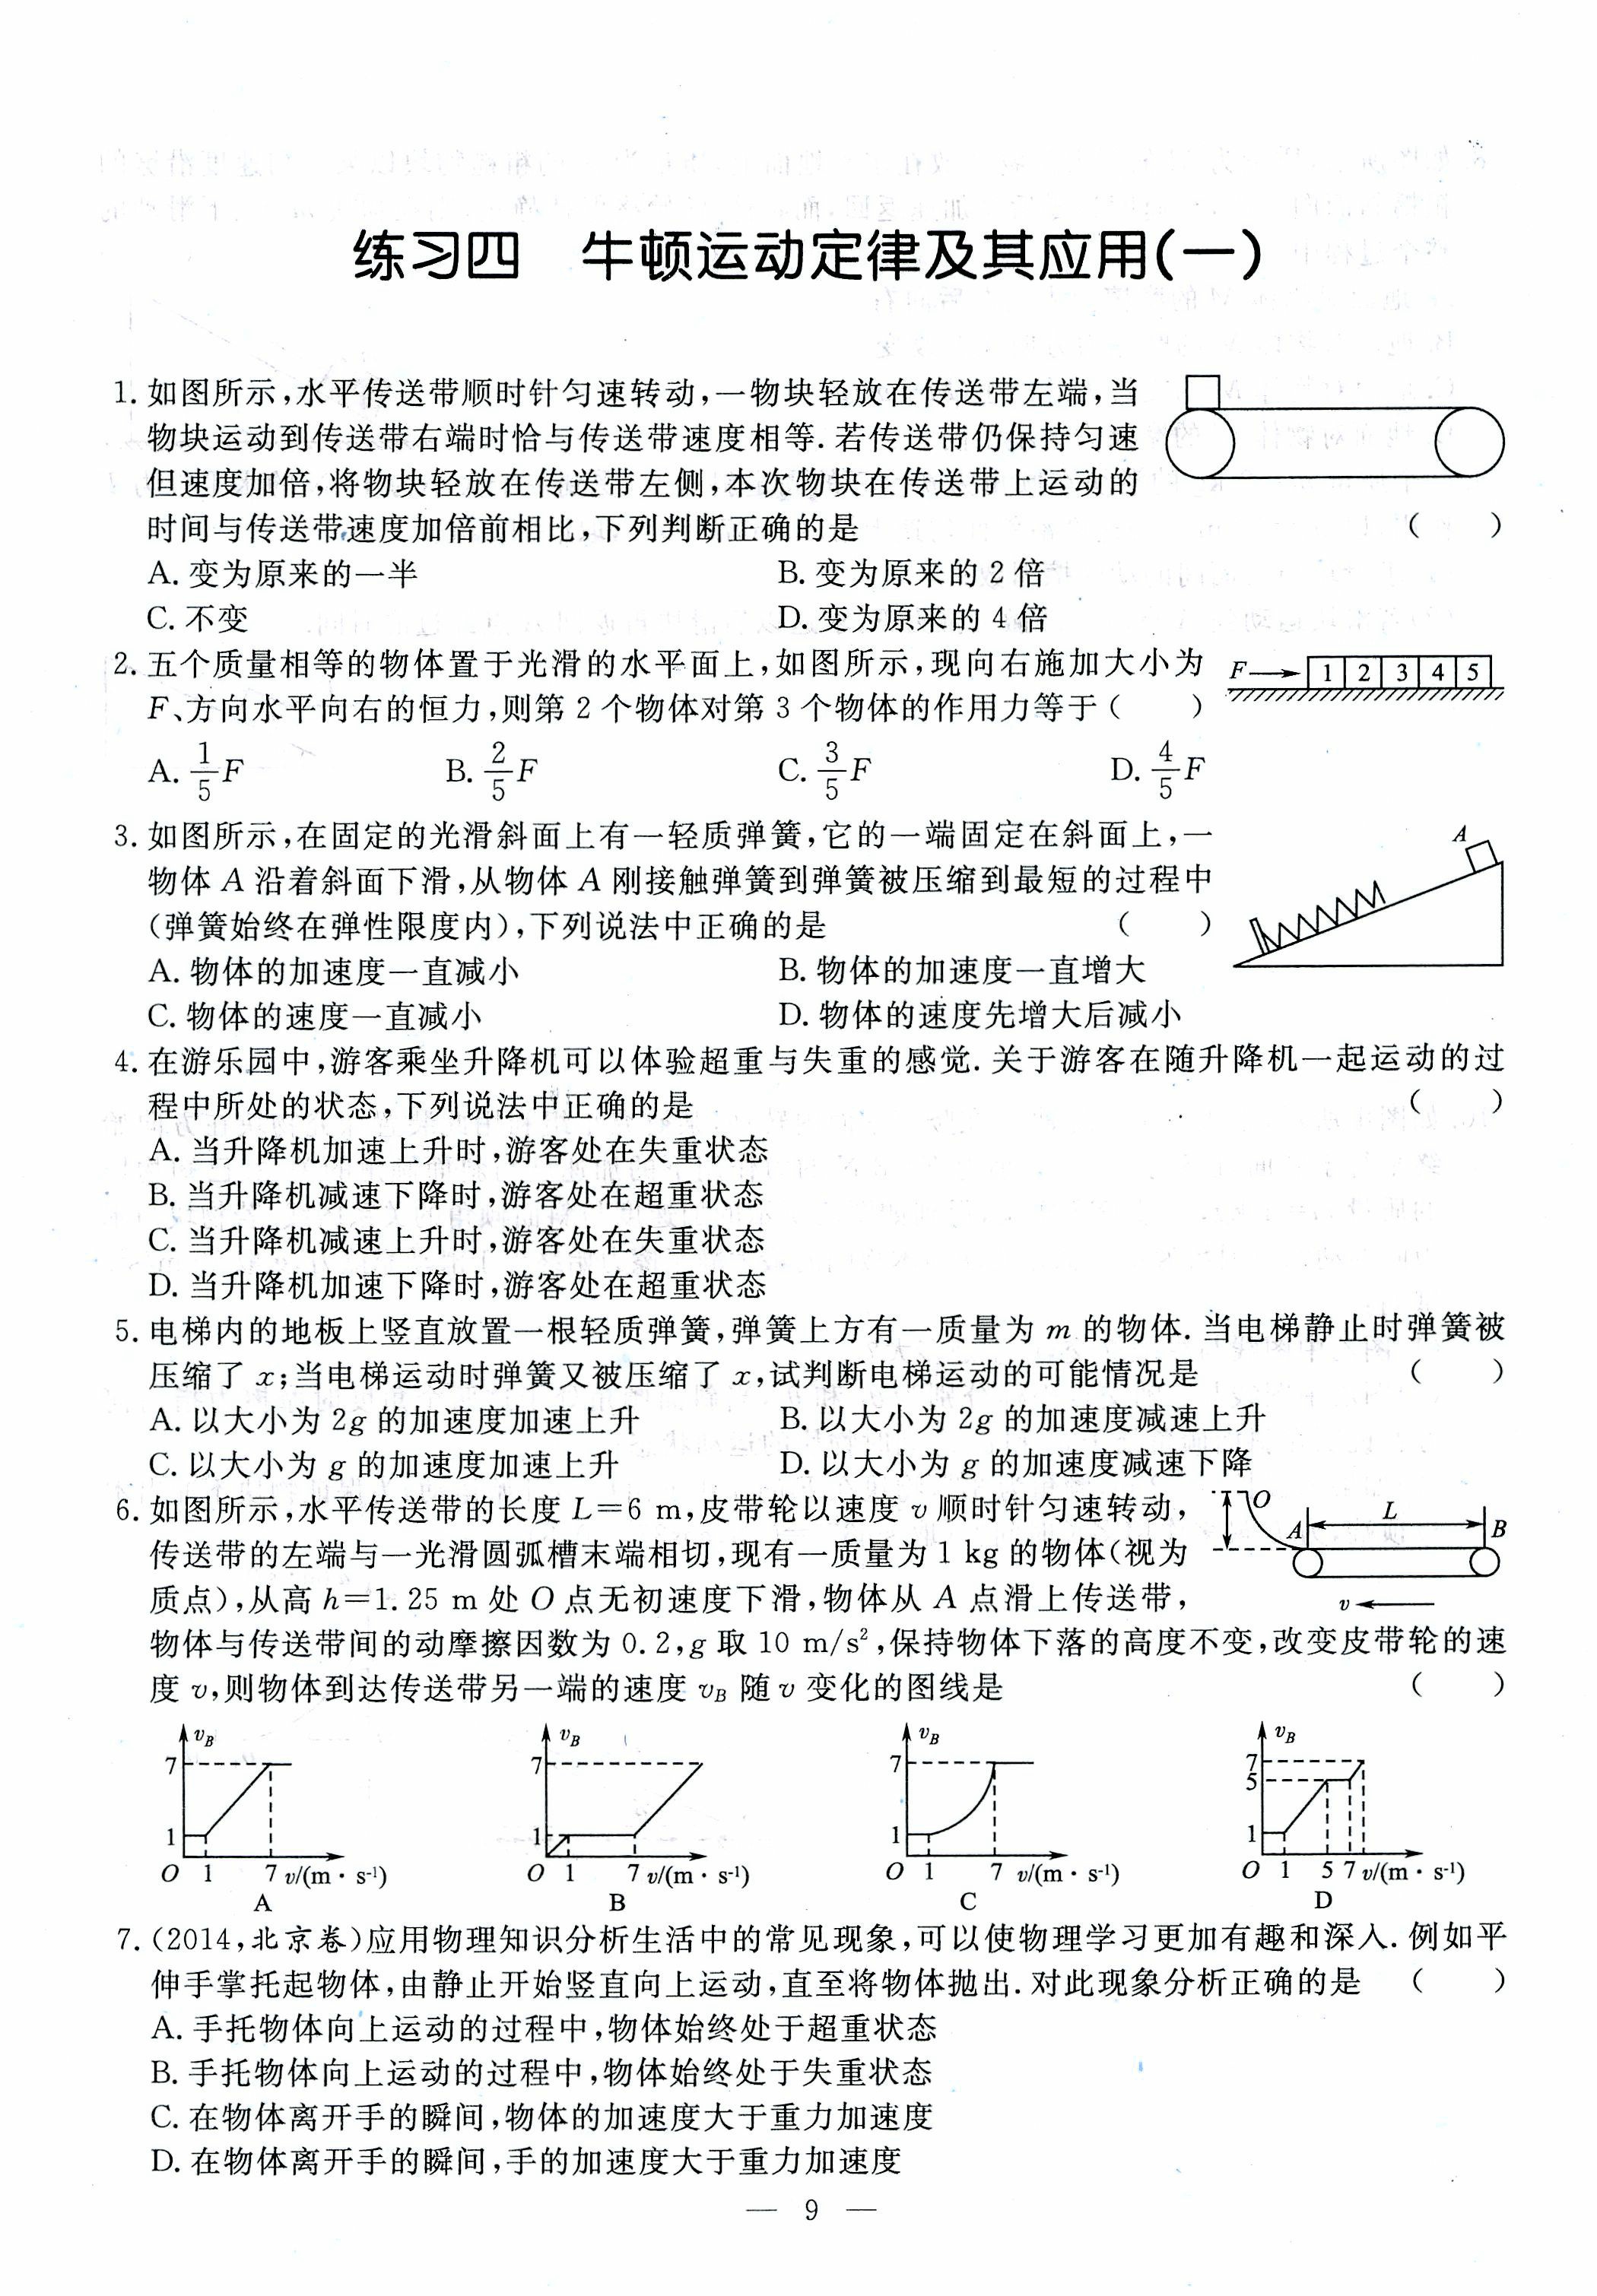 练习四 牛顿运动定律及其应用(一)
1. 如图所示,水平传送带顺时针匀速转动,一物块轻放在传送带左端,当
物块运动到传送带右端时恰与传送带速度相等. 若传送带仍保持匀速
但速度加倍,将物块轻放在传送带左侧,本次物块在传送带上运动的
时间与传送带速度加倍前相比,下列判断正确的是 ( )
A. 变为原来的一半 B. 变为原来的 2 倍
C. 不变 D. 变为原来的 4 倍
2. 五个质量相等的物体置于光滑的水平面上,如图所示,现向右施加大小为
F、方向水平向右的恒力,则第 2 个物体对第 3 个物体的作用力等于 ( )
F 1 2 3 4 5
A. 1/5 F B. 2/5 F C. 3/5 F D. 4/5 F
3. 如图所示,在固定的光滑斜面上有一轻质弹簧,它的一端固定在斜面上,一
物体 A 沿着斜面下滑,从物体 A 刚接触弹簧到弹簧被压缩到最短的过程中
(弹簧始终在弹性限度内),下列说法中正确的是 ( )
A
A. 物体的加速度一直减小 B. 物体的加速度一直增大
C. 物体的速度一直减小 D. 物体的速度先增大后减小
4. 在游乐园中,游客乘坐升降机可以体验超重与失重的感觉. 关于游客在随升降机一起运动的过
程中所处的状态,下列说法中正确的是 ( )
A. 当升降机加速上升时,游客处在失重状态
B. 当升降机减速下降时,游客处在超重状态
C. 当升降机减速上升时,游客处在失重状态
D. 当升降机加速下降时,游客处在超重状态
5. 电梯内的地板上竖直放置一根轻质弹簧,弹簧上方有一质量为 m 的物体. 当电梯静止时弹簧被
压缩了 x;当电梯运动时弹簧又被压缩了 x,试判断电梯运动的可能情况是 ( )
A. 以大小为 2g 的加速度加速上升 B. 以大小为 2g 的加速度减速上升
C. 以大小为 g 的加速度加速上升 D. 以大小为 g 的加速度减速下降
6. 如图所示,水平传送带的长度 L=6 m,皮带轮以速度 v 顺时针匀速转动,
传送带的左端与一光滑圆弧槽末端相切,现有一质量为 1 kg 的物体(视为
质点),从高 h=1.25 m 处 O 点无初速度下滑,物体从 A 点滑上传送带,
O A L B
v
物体与传送带间的动摩擦因数为 0.2,g 取 10 m/s²,保持物体下落的高度不变,改变皮带轮的速
度 v,则物体到达传送带另一端的速度 vB 随 v 变化的图线是 ( )
vB 7 1 O 1 7 v/(m·s⁻¹)
A
vB 7 1 O 1 7 v/(m·s⁻¹)
B
vB 7 1 O 1 7 v/(m·s⁻¹)
C
vB 7 5 1 O 1 5 7 v/(m·s⁻¹)
D
7. (2014,北京卷)应用物理知识分析生活中的常见现象,可以使物理学习更加有趣和深入. 例如平
伸手掌托起物体,由静止开始竖直向上运动,直至将物体抛出. 对此现象分析正确的是 ( )
A. 手托物体向上运动的过程中,物体始终处于超重状态
B. 手托物体向上运动的过程中,物体始终处于失重状态
C. 在物体离开手的瞬间,物体的加速度大于重力加速度
D. 在物体离开手的瞬间,手的加速度大于重力加速度
— 9 —